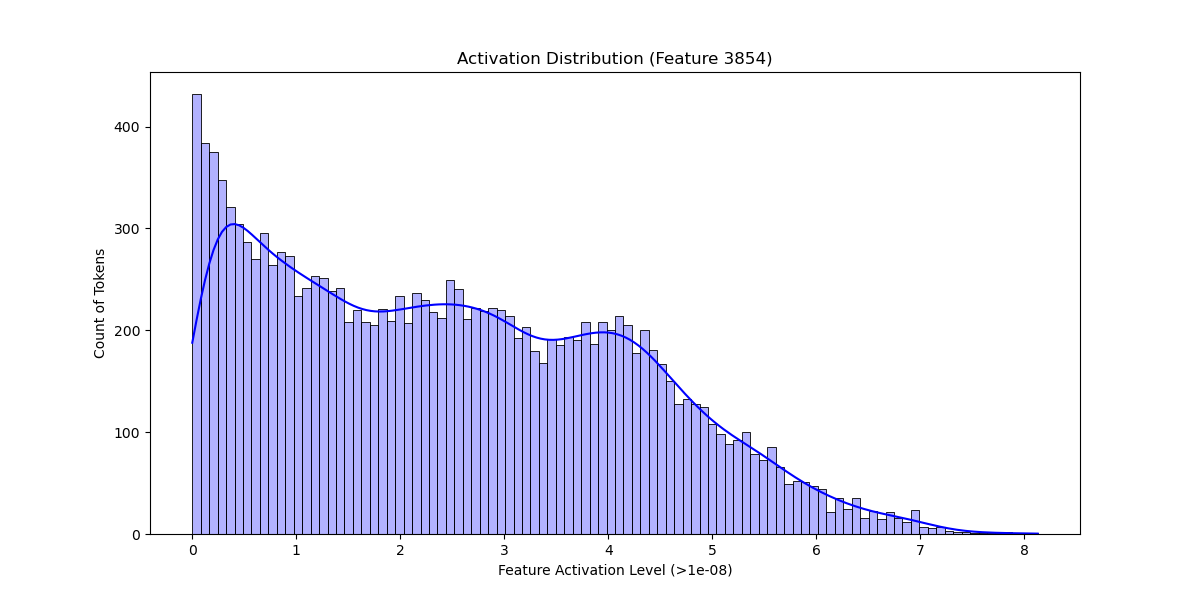 Activation Distribution (Feature 3854)
400
300
200
100
0
Count of Tokens
0 1 2 3 4 5 6 7 8
Feature Activation Level (>1e-08)